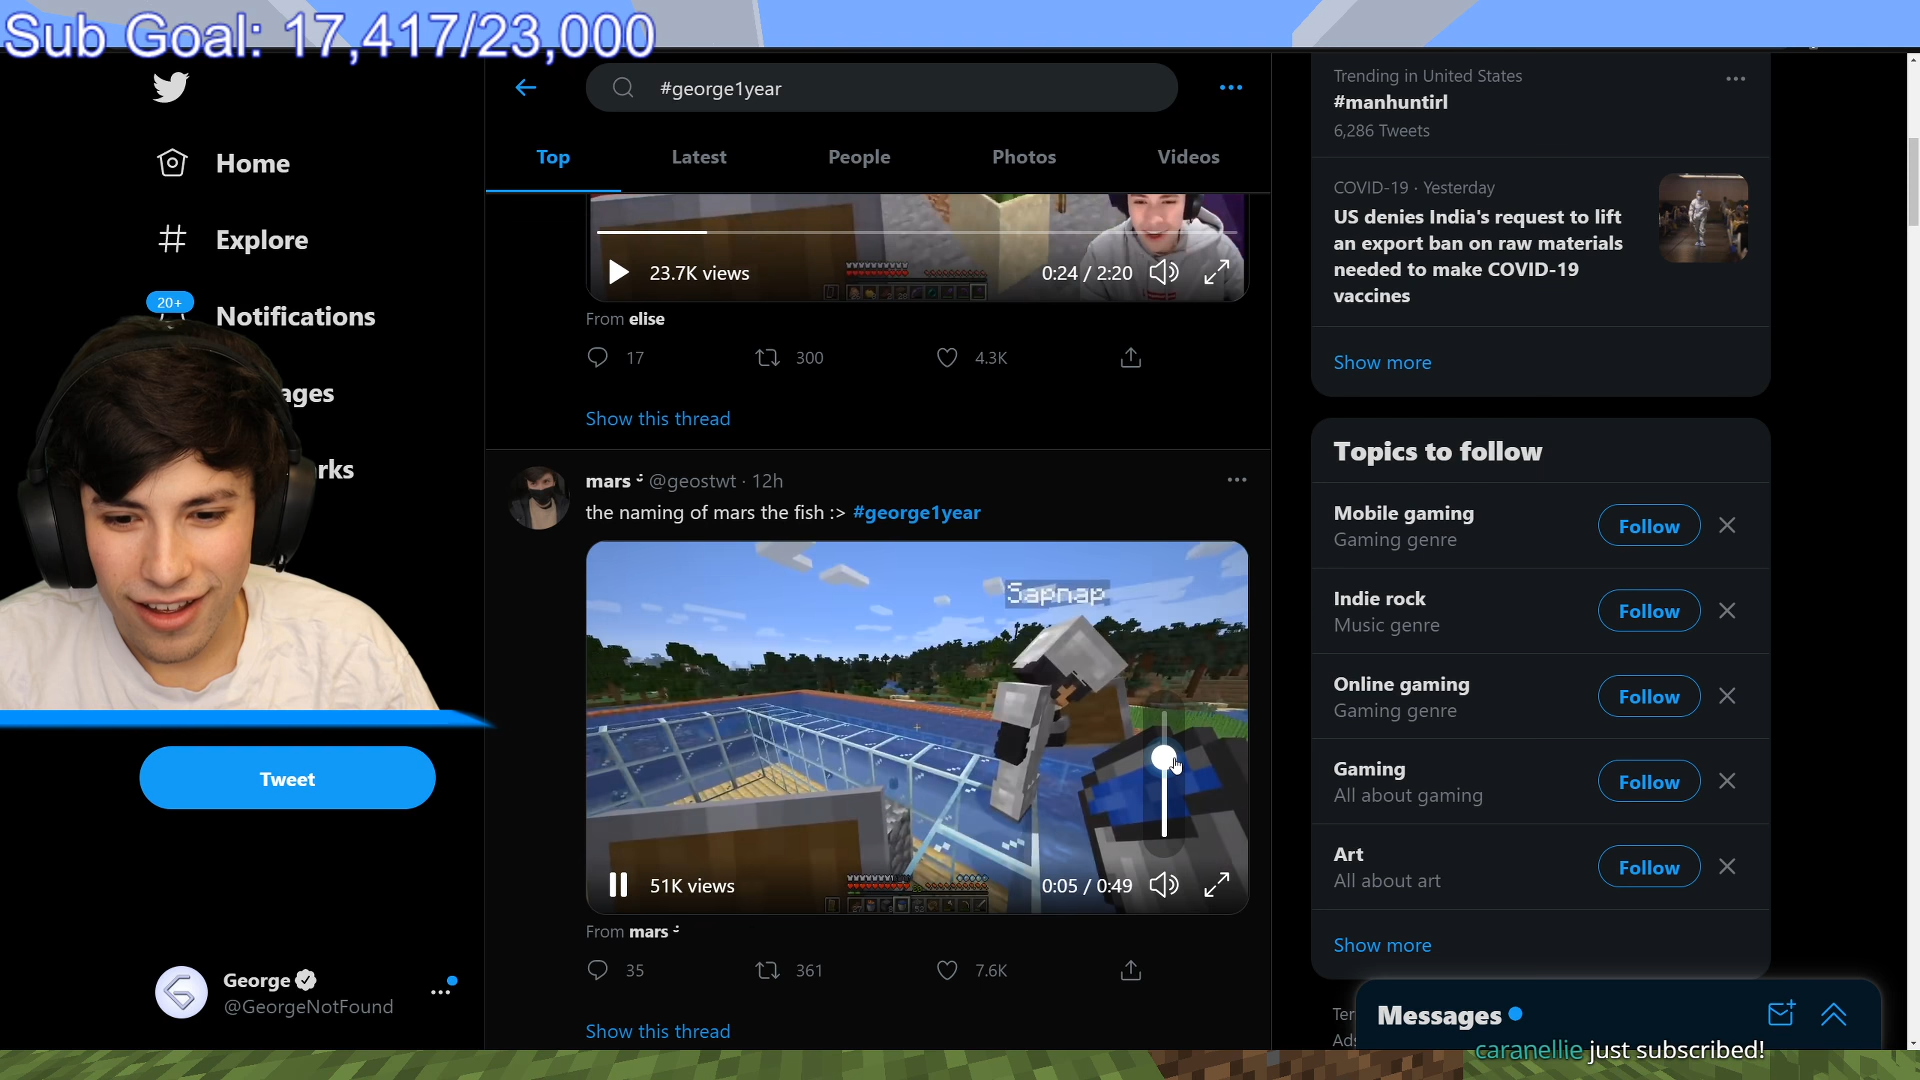 Sub Goal: 17,417/23,000
Home
Explore
20+
Notifications
ages
rks
Tweet
George
@GeorgeNotFound
#george1year
Top
Latest
People
Photos
Videos
23.7K views
0:24 / 2:20
From elise
17
300
4.3K
Show this thread
mars @geostwt · 12h
the naming of mars the fish :> #george1year
Sapnap
51K views
0:05 / 0:49
From mars
35
361
7.6K
Show this thread
Trending in United States
#manhuntirl
6,286 Tweets
COVID-19 · Yesterday
US denies India's request to lift
an export ban on raw materials
needed to make COVID-19
vaccines
Show more
Topics to follow
Mobile gaming
Gaming genre
Follow
Indie rock
Music genre
Follow
Online gaming
Gaming genre
Follow
Gaming
All about gaming
Follow
Art
All about art
Follow
Show more
Ter
Ads
Messages
caranellie just subscribed!